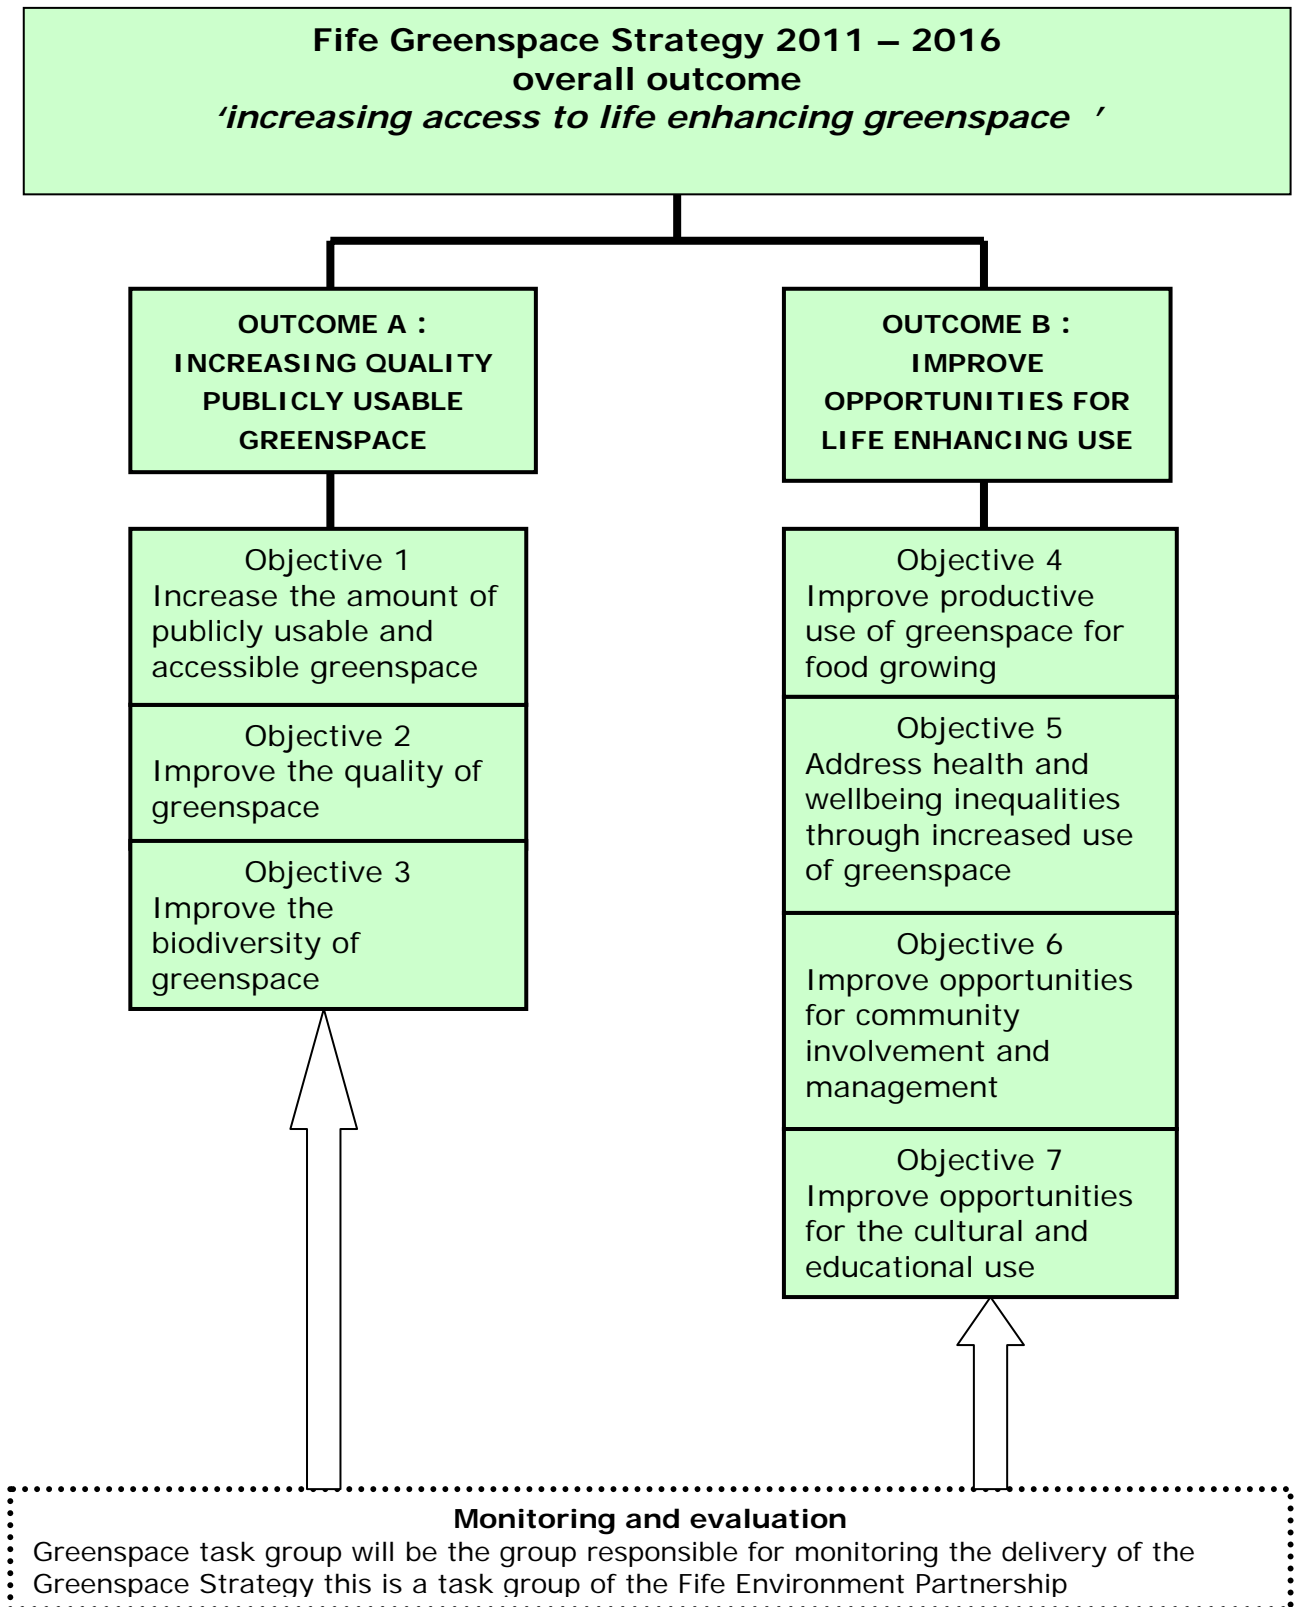 Fife Greenspace Strategy 2011 – 2016
overall outcome
‘increasing access to life enhancing greenspace ’
OUTCOME A :
INCREASING QUALITY
PUBLICLY USABLE
GREENSPACE
Objective 1
Increase the amount of
publicly usable and
accessible greenspace
Objective 2
Improve the quality of
greenspace
Objective 3
Improve the
biodiversity of
greenspace
OUTCOME B :
IMPROVE
OPPORTUNITIES FOR
LIFE ENHANCING USE
Objective 4
Improve productive
use of greenspace for
food growing
Objective 5
Address health and
wellbeing inequalities
through increased use
of greenspace
Objective 6
Improve opportunities
for community
involvement and
management
Objective 7
Improve opportunities
for the cultural and
educational use
Monitoring and evaluation
Greenspace task group will be the group responsible for monitoring the delivery of the
Greenspace Strategy this is a task group of the Fife Environment Partnership